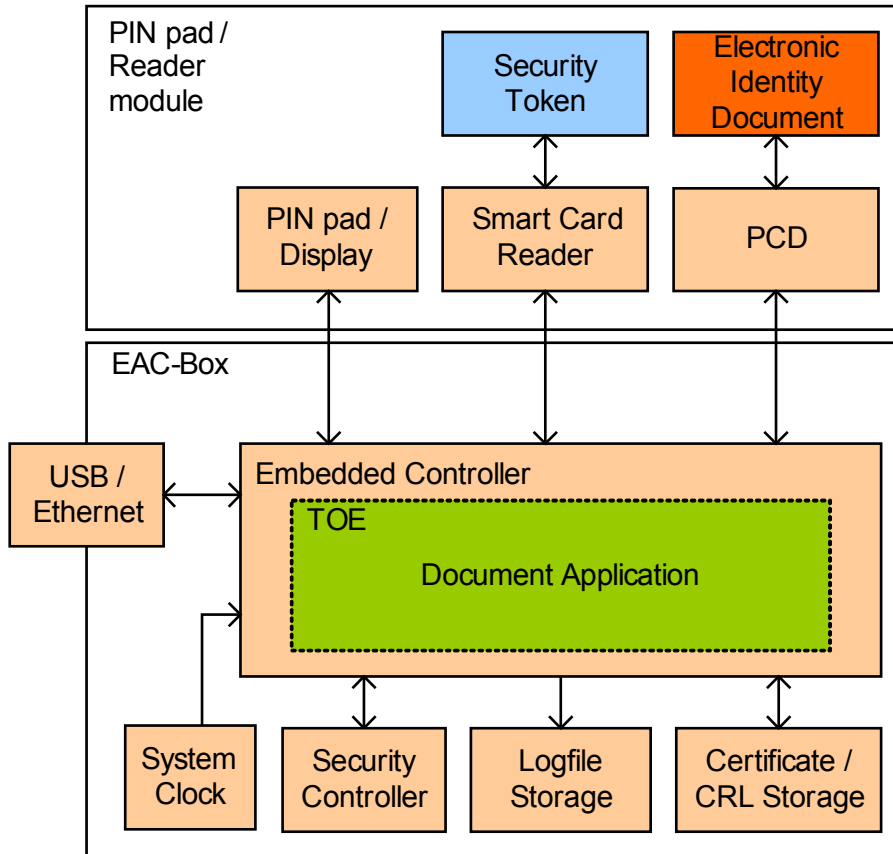 PIN pad /
Reader
module
Security
Token
Electronic
Identity
Document
PIN pad /
Display
Smart Card
Reader
PCD
EAC-Box
USB /
Ethernet
Embedded Controller
TOE
Document Application
System
Clock
Security
Controller
Logfile
Storage
Certificate /
CRL Storage